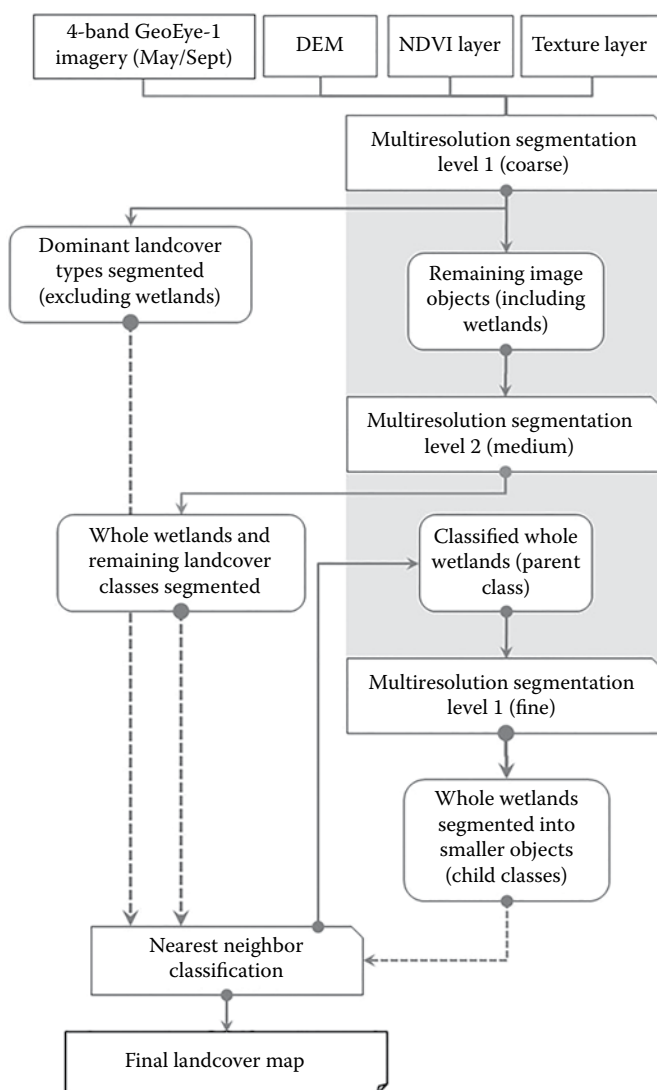 4-band GeoEye-1
imagery (May/Sept)
DEM
NDVI layer
Texture layer
Multiresolution segmentation
level 1 (coarse)
Dominant landcover
types segmented
(excluding wetlands)
Remaining image
objects (including
wetlands)
Multiresolution segmentation
level 2 (medium)
Whole wetlands and
remaining landcover
classes segmented
Classified whole
wetlands (parent
class)
Multiresolution segmentation
level 1 (fine)
Whole wetlands
segmented into
smaller objects
(child classes)
Nearest neighbor
classification
Final landcover map